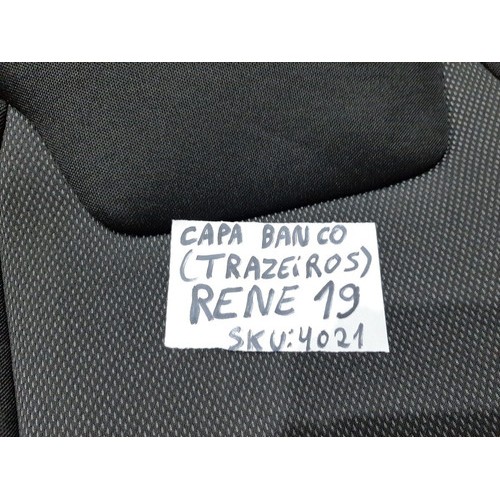 CAPA BANCO
(TRAZEIROS)
RENE 19
SKU:4021